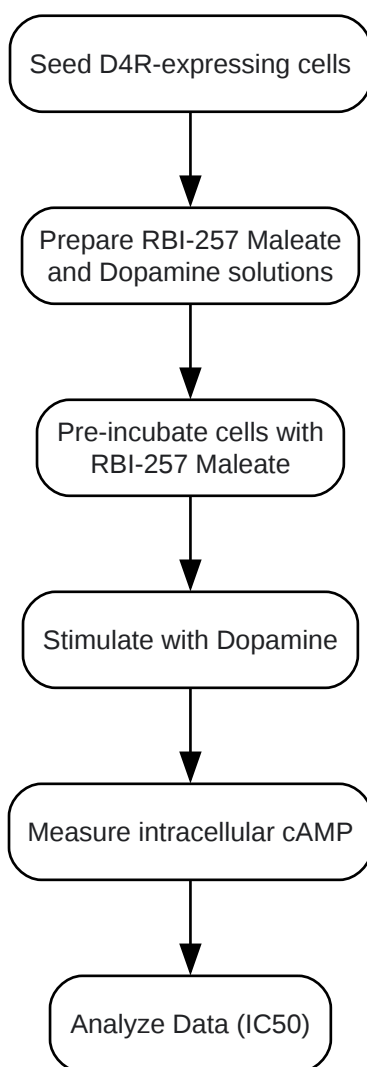 Seed D4R-expressing cells
Prepare RBI-257 Maleate
and Dopamine solutions
Pre-incubate cells with
RBI-257 Maleate
Stimulate with Dopamine
Measure intracellular cAMP
Analyze Data (IC50)